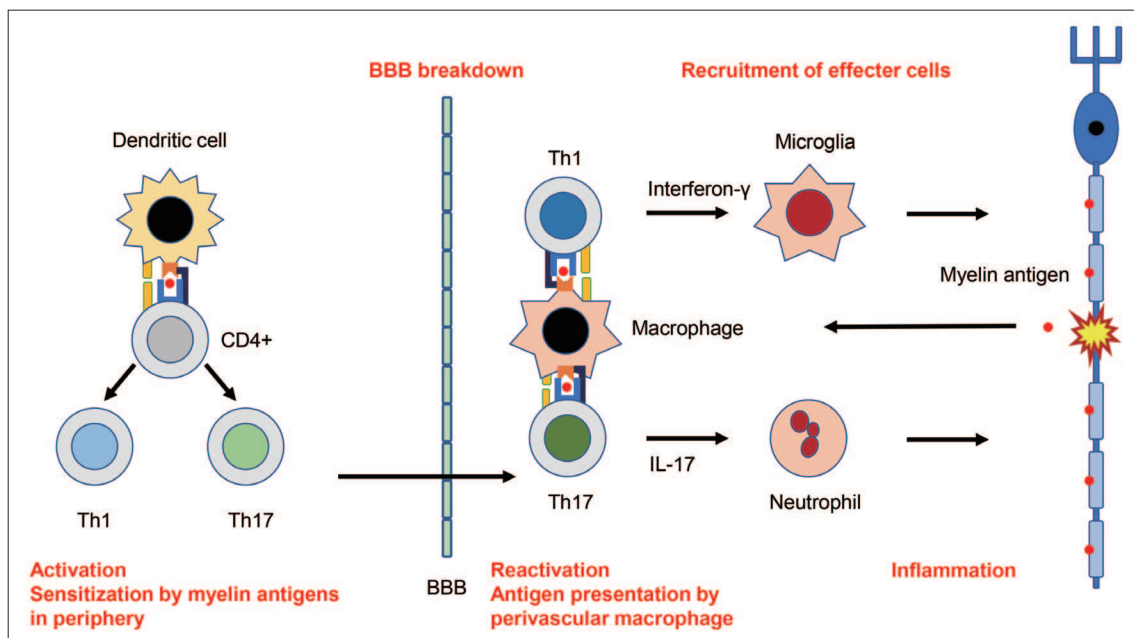 BBB breakdown
Recruitment of effecter cells
Dendritic cell
Th1
Microglia
Interferon-γ
Myelin antigen
CD4+
Macrophage
IL-17
Th1
Th17
Th17
Neutrophil
Activation
Sensitization by myelin antigens
in periphery
BBB
Reactivation
Antigen presentation by
perivascular macrophage
Inflammation